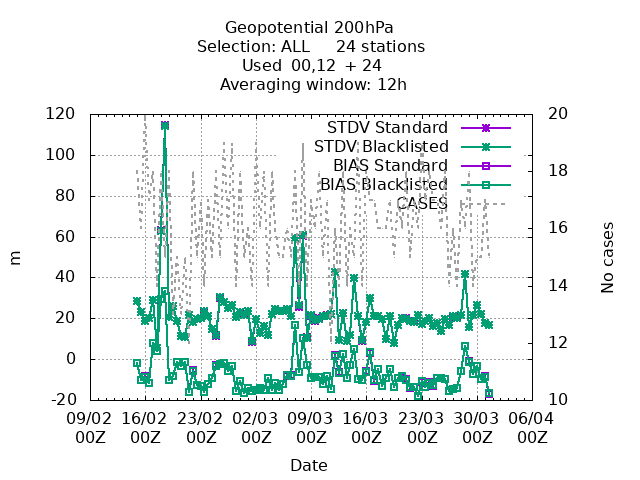 Geopotential 200hPa
Selection: ALL 24 stations
Used 00,12 + 24
Averaging window: 12h
120
100
80
60
40
20
0
-20
20
18
16
14
12
10
STDV Standard
STDV Blacklisted
BIAS Standard
BIAS Blacklisted
CASES
m
No cases
09/02 16/02 23/02 02/03 09/03 16/03 23/03 30/03 06/04
00Z 00Z 00Z 00Z 00Z 00Z 00Z 00Z 00Z
Date